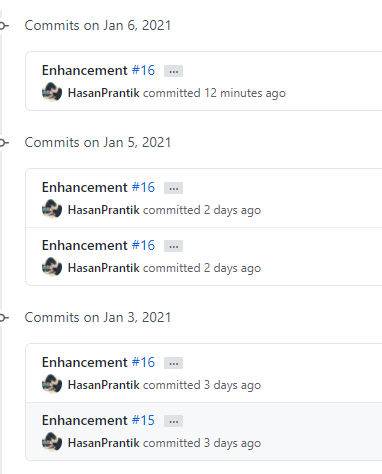 Commits on Jan 6, 2021
Enhancement #16 ...
HasanPrantik committed 12 minutes ago
Commits on Jan 5, 2021
Enhancement #16 ...
HasanPrantik committed 2 days ago
Enhancement #16 ...
HasanPrantik committed 2 days ago
Commits on Jan 3, 2021
Enhancement #16 ...
HasanPrantik committed 3 days ago
Enhancement #15 ...
HasanPrantik committed 3 days ago